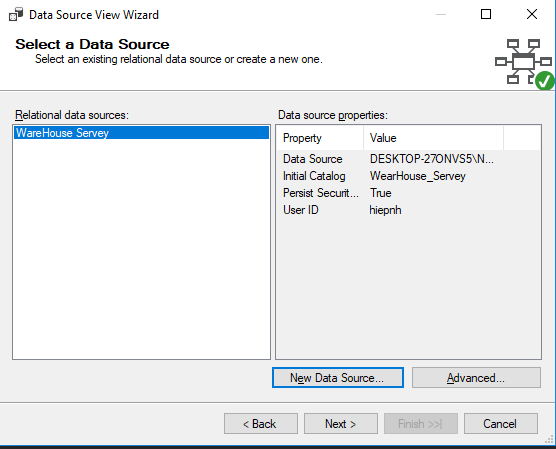 Data Source View Wizard
Select a Data Source
Select an existing relational data source or create a new one.
Relational data sources:
WareHouse Servey
Data source properties:
Property Value
Data Source DESKTOP-27ONVS5\N...
Initial Catalog WearHouse_Servey
Persist Securit... True
User ID hiepnh
New Data Source...
Advanced...
< Back
Next >
Finish >>|
Cancel